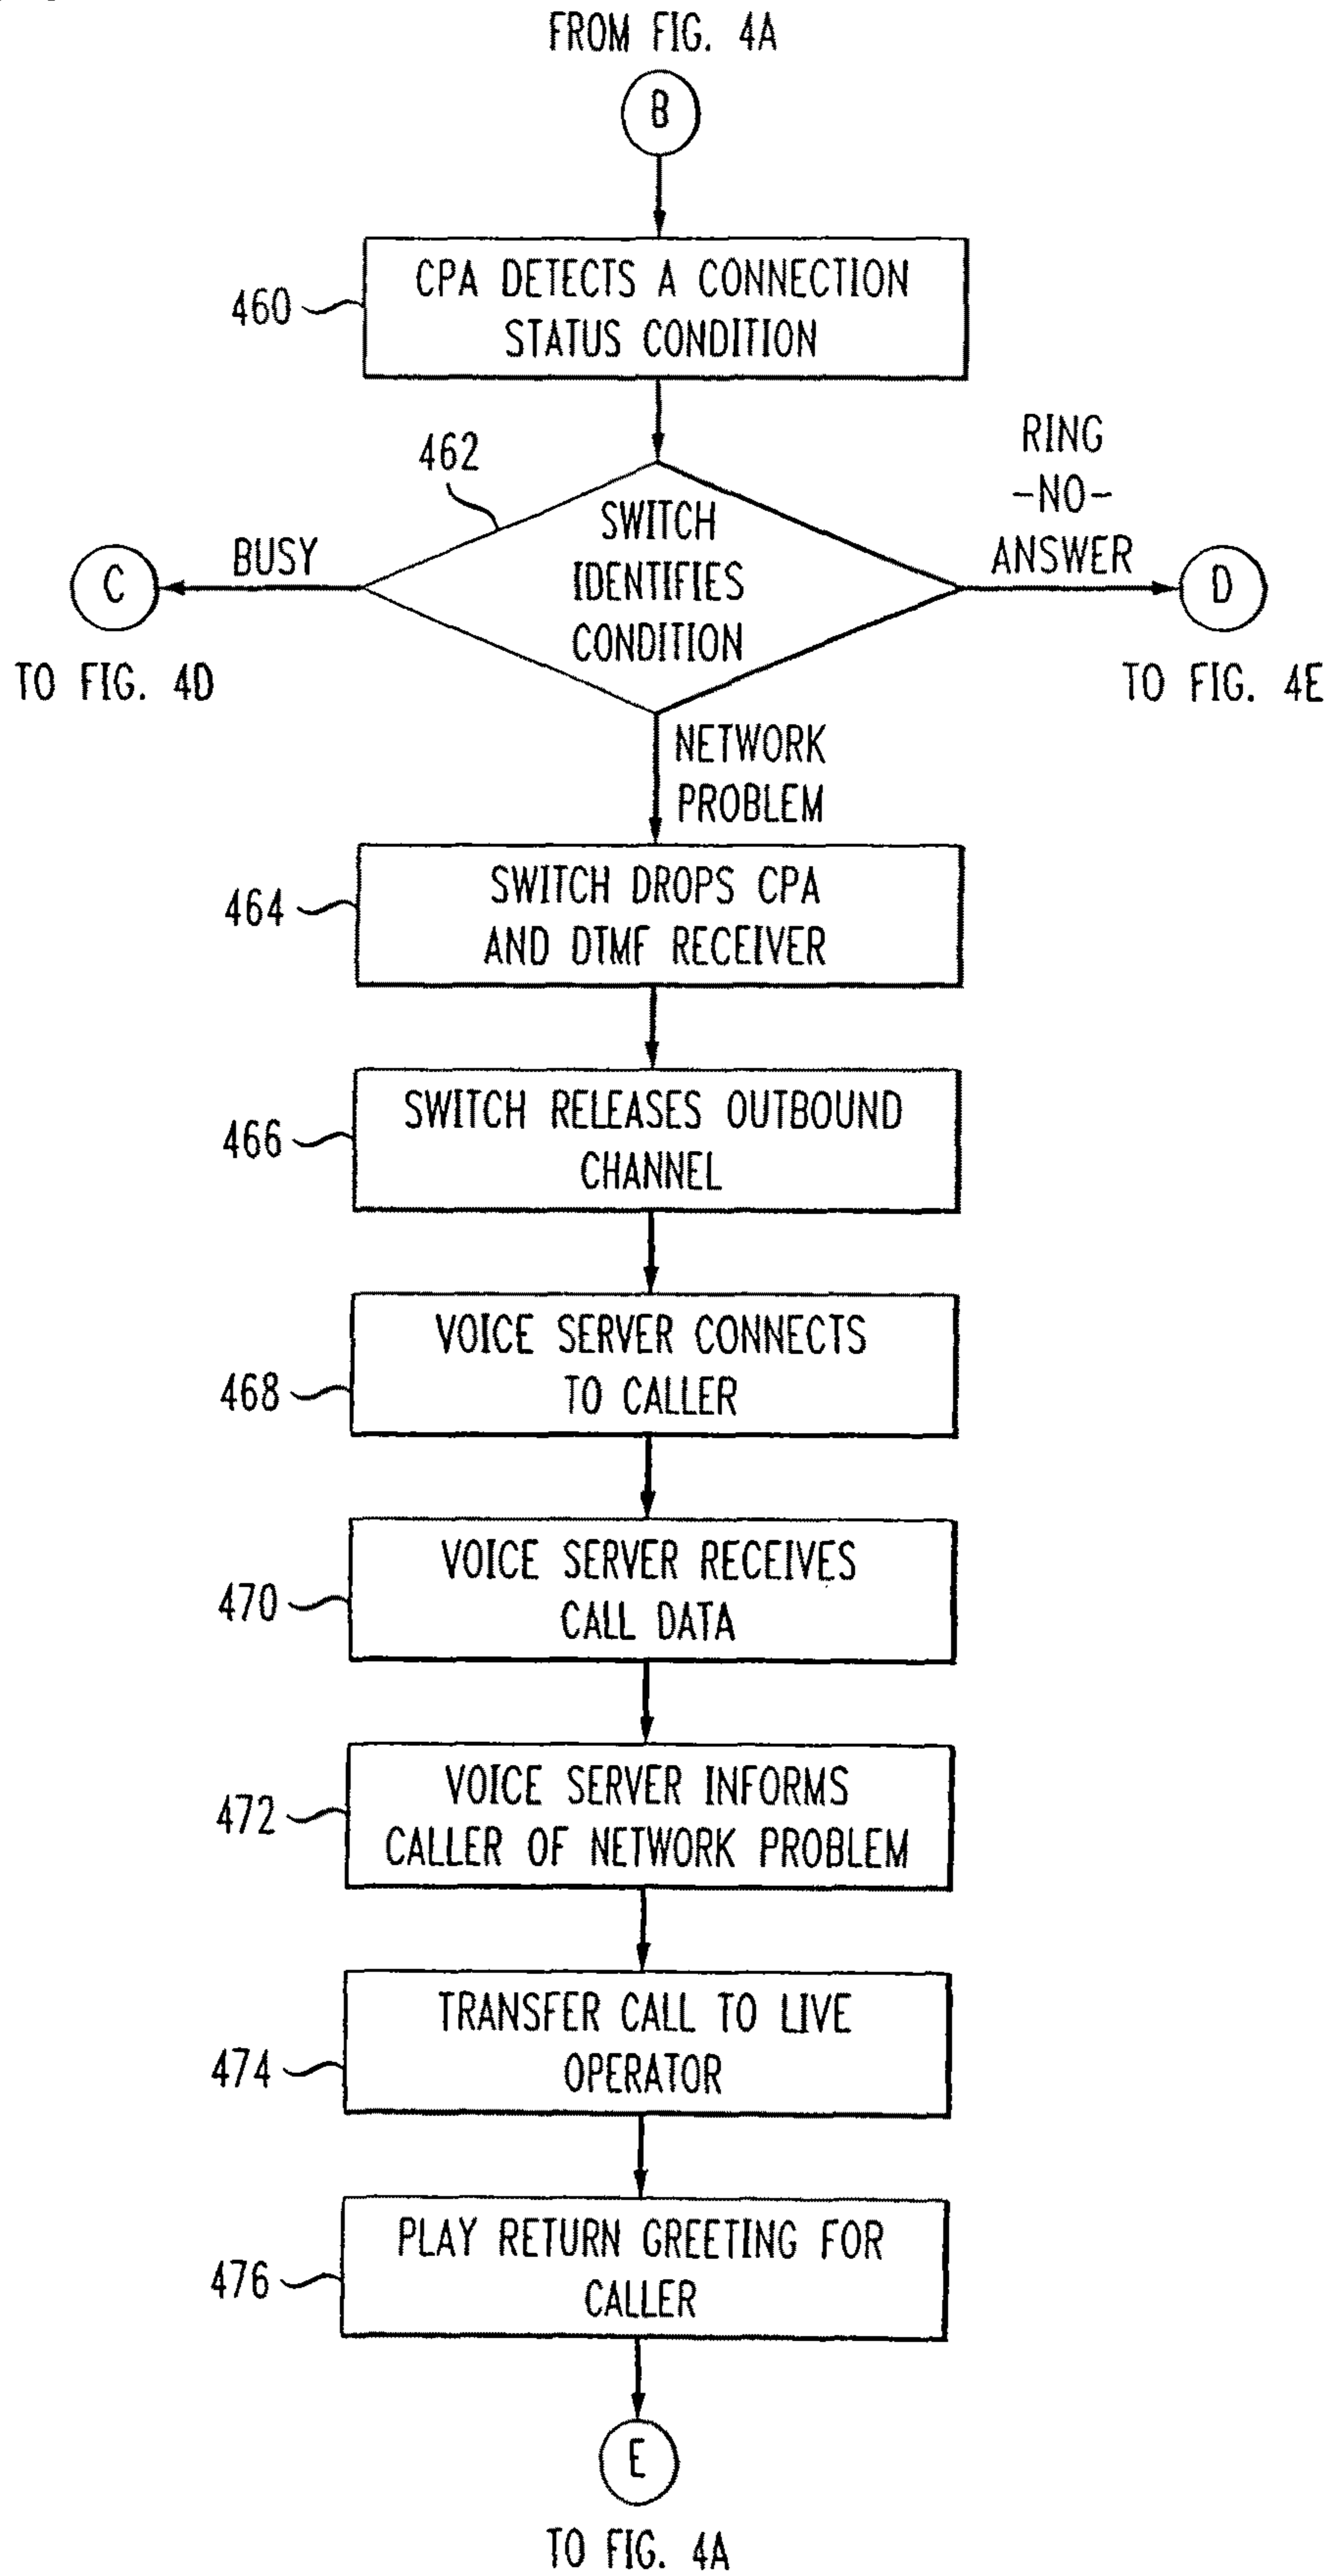 FROM FIG. 4A
B
460
CPA DETECTS A CONNECTION
STATUS CONDITION
462
SWITCH
IDENTIFIES
CONDITION
BUSY
C
TO FIG. 4D
RING
-NO-
ANSWER
D
TO FIG. 4E
NETWORK
PROBLEM
464
SWITCH DROPS CPA
AND DTMF RECEIVER
466
SWITCH RELEASES OUTBOUND
CHANNEL
468
VOICE SERVER CONNECTS
TO CALLER
470
VOICE SERVER RECEIVES
CALL DATA
472
VOICE SERVER INFORMS
CALLER OF NETWORK PROBLEM
474
TRANSFER CALL TO LIVE
OPERATOR
476
PLAY RETURN GREETING FOR
CALLER
E
TO FIG. 4A